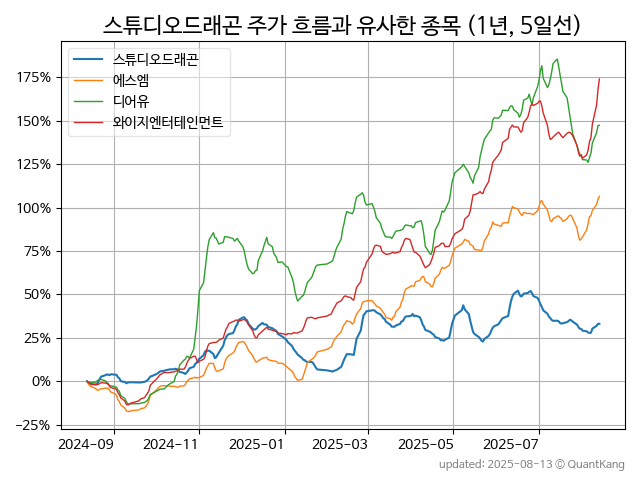 스튜디오드래곤 주가 흐름과 유사한 종목 (1년, 5일선)
스튜디오드래곤
에스엠
디어유
와이지엔터테인먼트
175%
150%
125%
100%
75%
50%
25%
0%
−25%
2024−09
2024−11
2025−01
2025−03
2025−05
2025−07
updated: 2025-08-13 © QuantKang